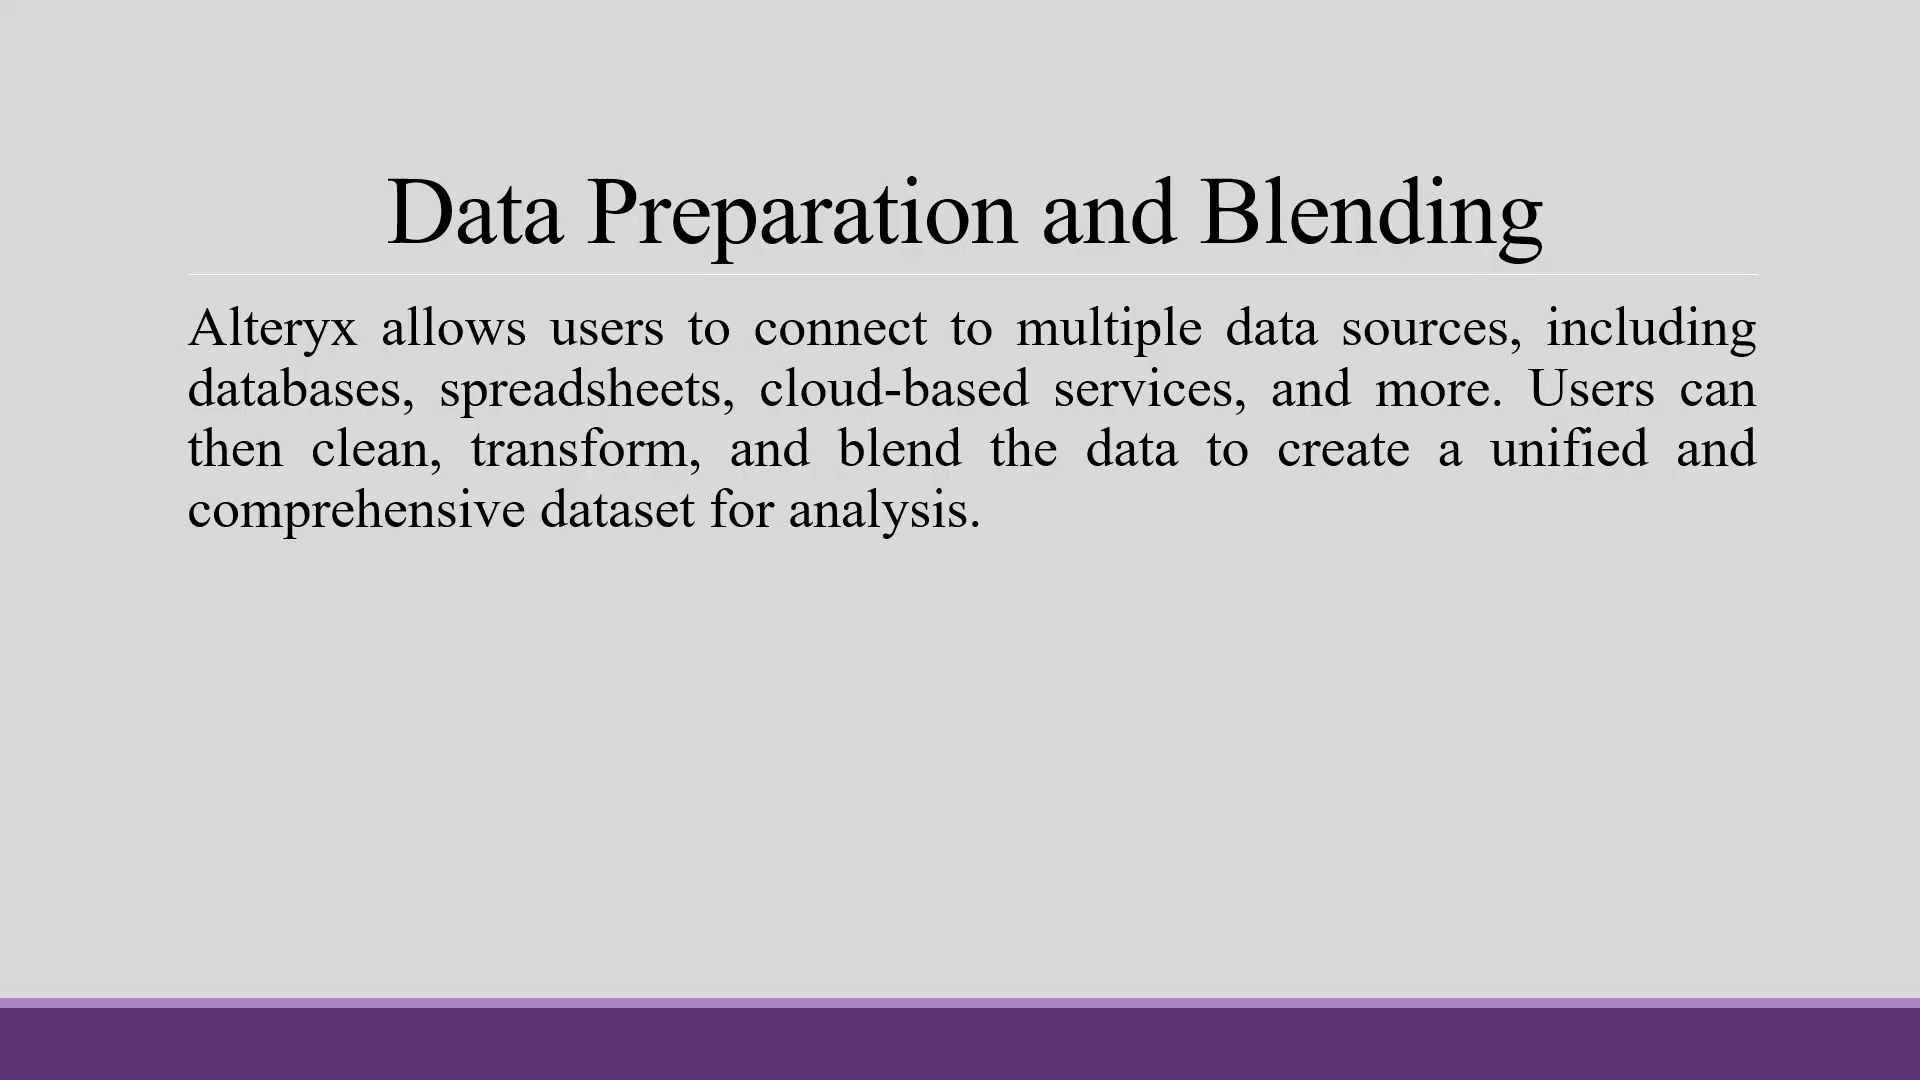 Data Preparation and Blending
Alteryx allows users to connect to multiple data sources, including
databases, spreadsheets, cloud-based services, and more. Users can
then clean, transform, and blend the data to create a unified and
comprehensive dataset for analysis.